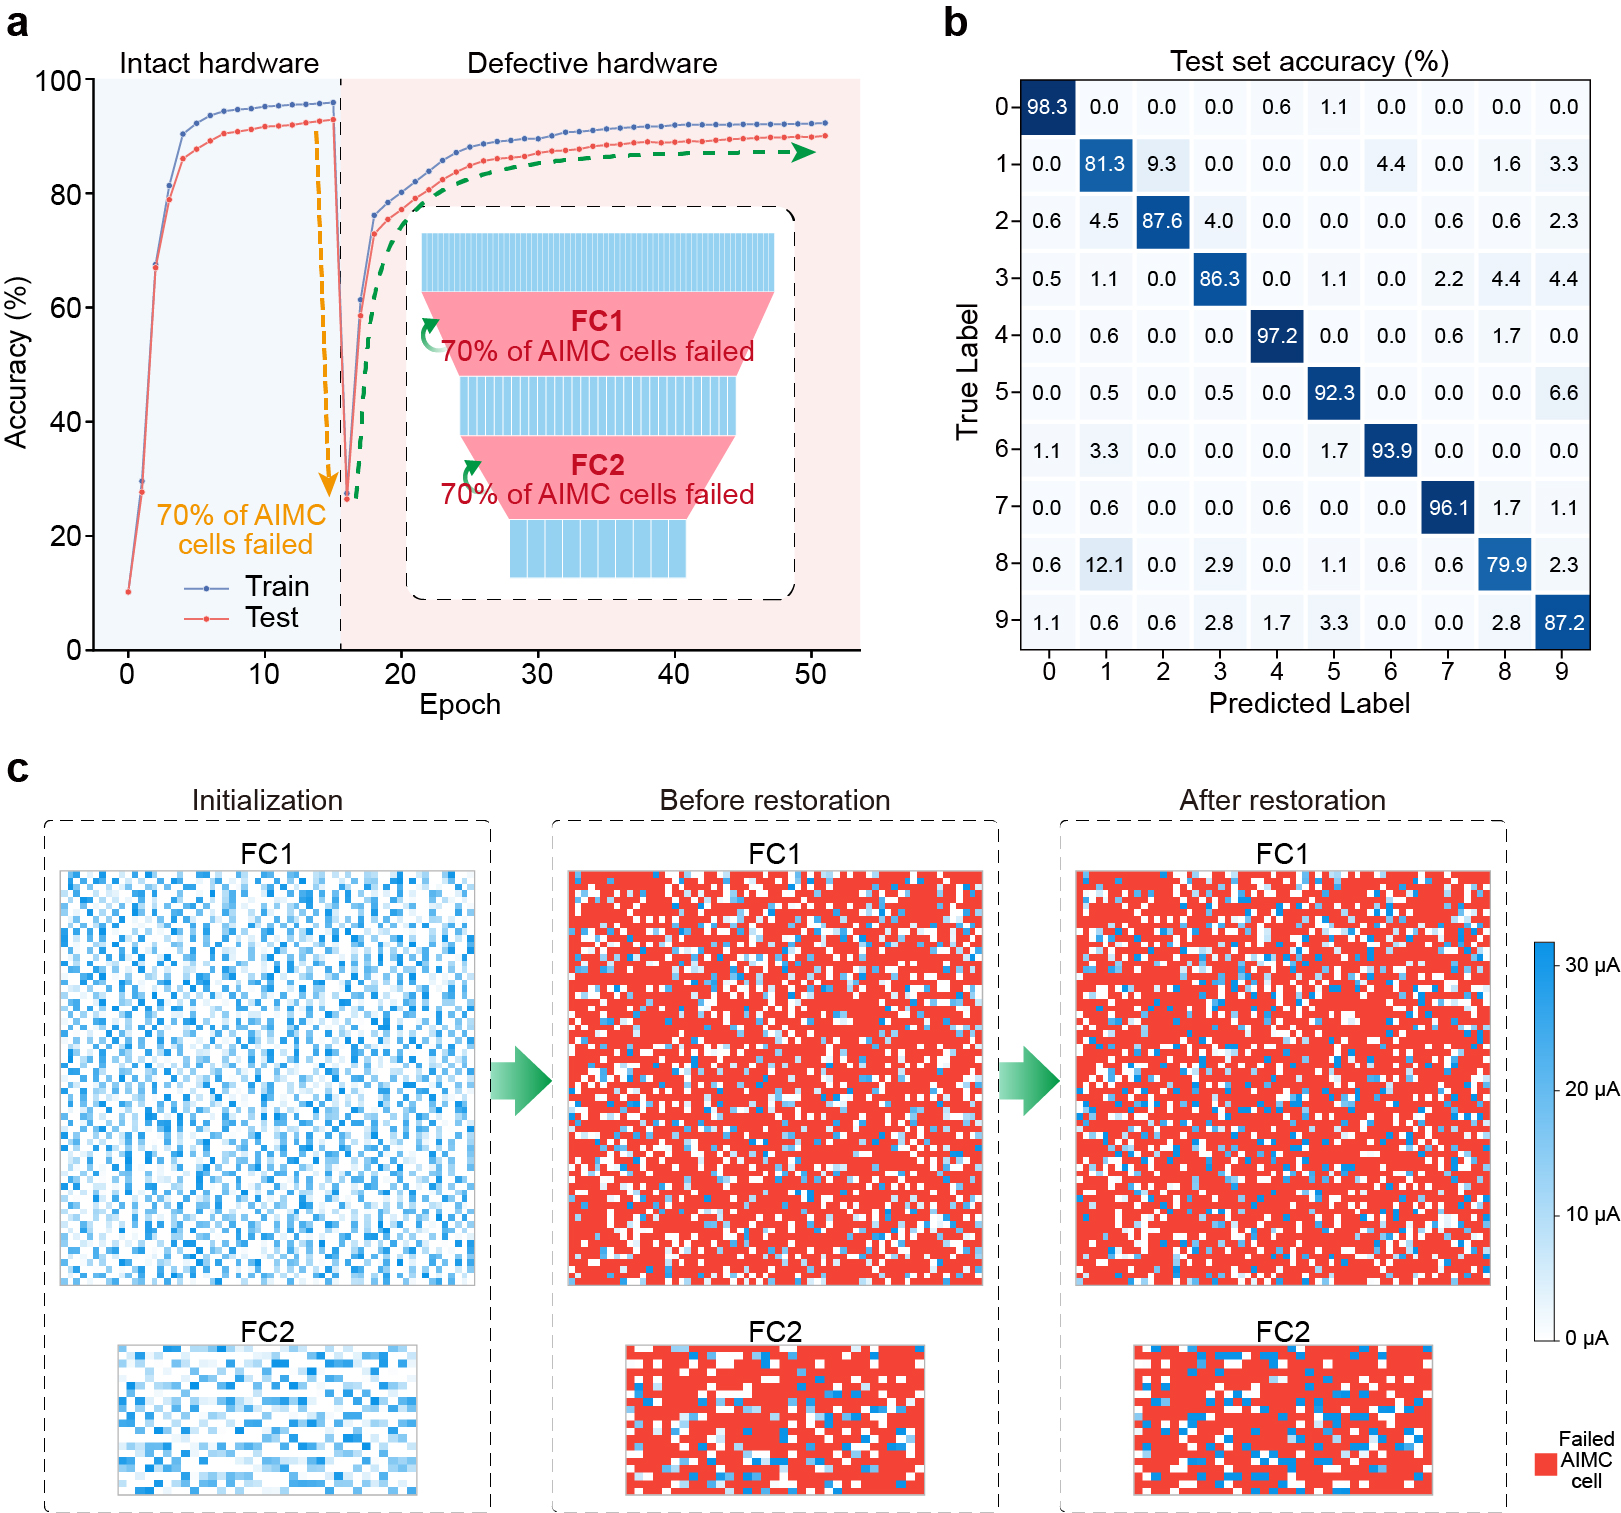 a
Intact hardware
Defective hardware
100
80
60
40
20
0
Accuracy (%)
0 10 20 30 40 50
Epoch
70% of AIMC
cells failed
Train
Test
FC1
70% of AIMC cells failed
FC2
70% of AIMC cells failed
b
Test set accuracy (%)
True Label
0 98.3 0.0 0.0 0.0 0.6 1.1 0.0 0.0 0.0 0.0
1 0.0 81.3 9.3 0.0 0.0 0.0 4.4 0.0 1.6 3.3
2 0.6 4.5 87.6 4.0 0.0 0.0 0.0 0.6 0.6 2.3
3 0.5 1.1 0.0 86.3 0.0 1.1 0.0 2.2 4.4 4.4
4 0.0 0.6 0.0 0.0 97.2 0.0 0.0 0.6 1.7 0.0
5 0.0 0.5 0.0 0.5 0.0 92.3 0.0 0.0 0.0 6.6
6 1.1 3.3 0.0 0.0 0.0 1.7 93.9 0.0 0.0 0.0
7 0.0 0.6 0.0 0.0 0.6 0.0 0.0 96.1 1.7 1.1
8 0.6 12.1 0.0 2.9 0.0 1.1 0.6 0.6 79.9 2.3
9 1.1 0.6 0.6 2.8 1.7 3.3 0.0 0.0 2.8 87.2
0 1 2 3 4 5 6 7 8 9
Predicted Label
c
Initialization
Before restoration
After restoration
FC1
FC1
FC1
FC2
FC2
FC2
30 µA
20 µA
10 µA
0 µA
Failed
AIMC
cell